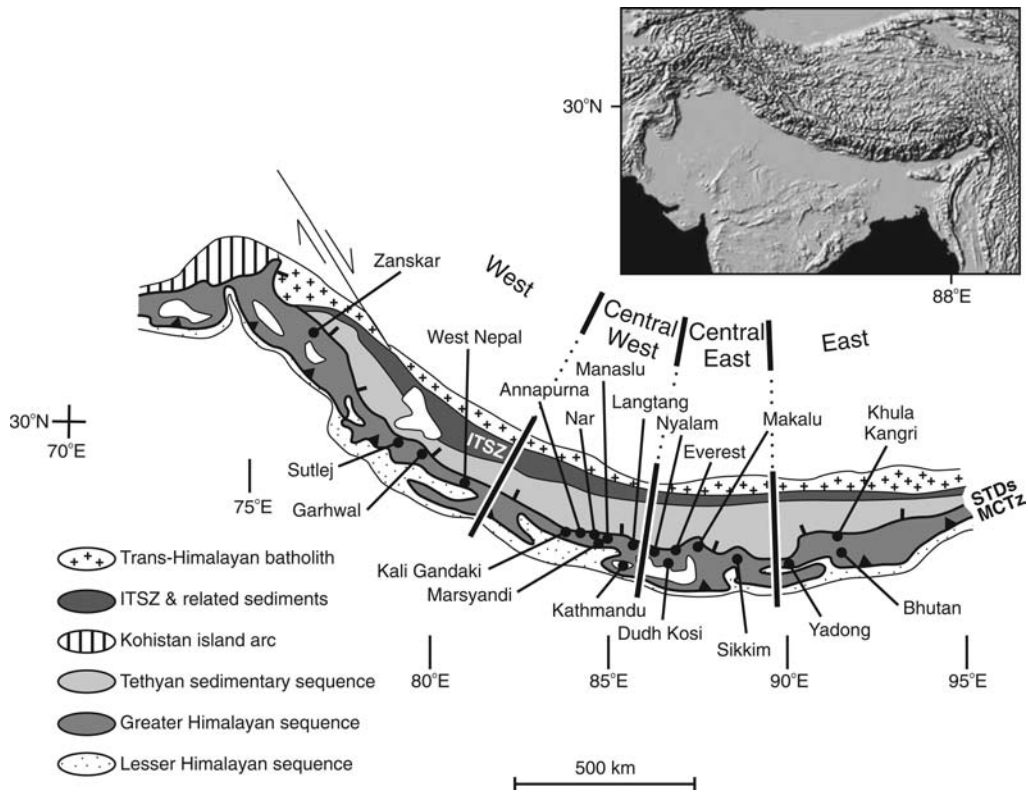 30°N
88°E
Zanskar
West
West Nepal
Central
West
Central
East
East
Annapurna
Manaslu
Nar
Langtang
Nyalam
Everest
Makalu
Khula
Kangri
30°N
70°E
ITSZ
STDs
MCTz
75°E
Sutlej
Garhwal
Kali Gandaki
Marsyandi
Kathmandu
Dudh Kosi
Sikkim
Yadong
Bhutan
80°E
85°E
90°E
95°E
Trans-Himalayan batholith
ITSZ & related sediments
Kohistan island arc
Tethyan sedimentary sequence
Greater Himalayan sequence
Lesser Himalayan sequence
500 km